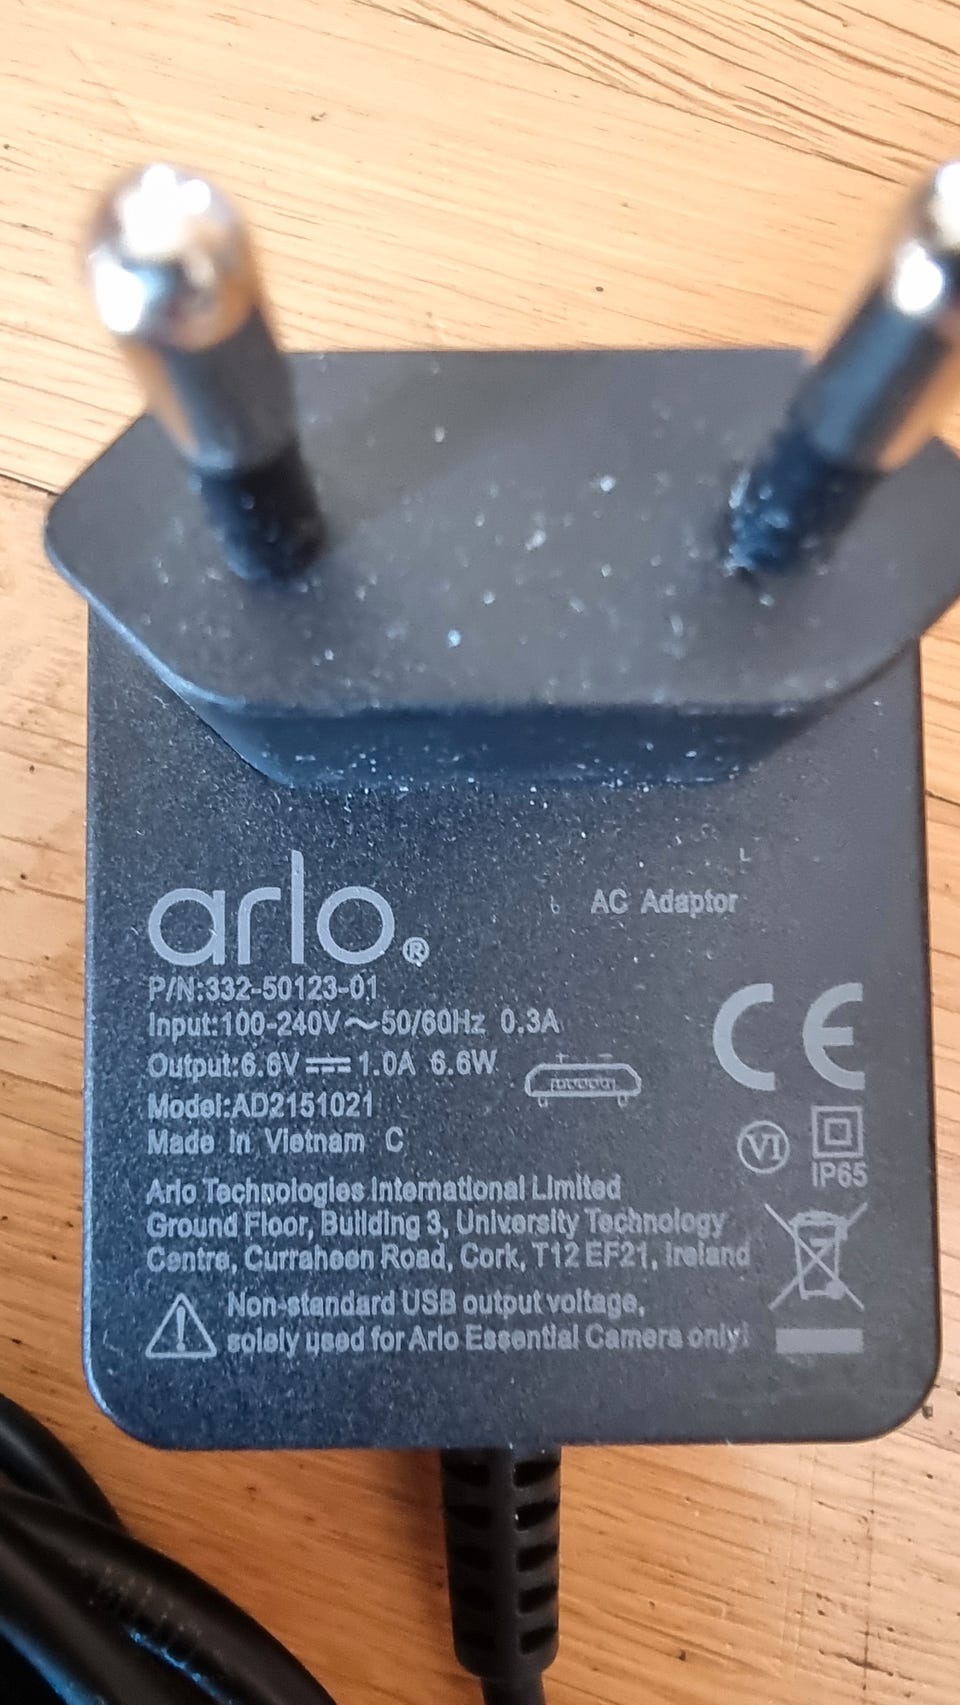 arlo®
AC Adaptor
P/N:332-50123-01
Input:100-240V～50/60Hz 0.3A
Output:6.6V⎓1.0A 6.6W
+ -
Model:AD2151021
Made in Vietnam C
CE
VI
IP65
Arlo Technologies International Limited
Ground Floor, Building 3, University Technology
Centre, Curraheen Road, Cork, T12 EF21, Ireland
Non-standard USB output voltage,
solely used for Arlo Essential Camera only!